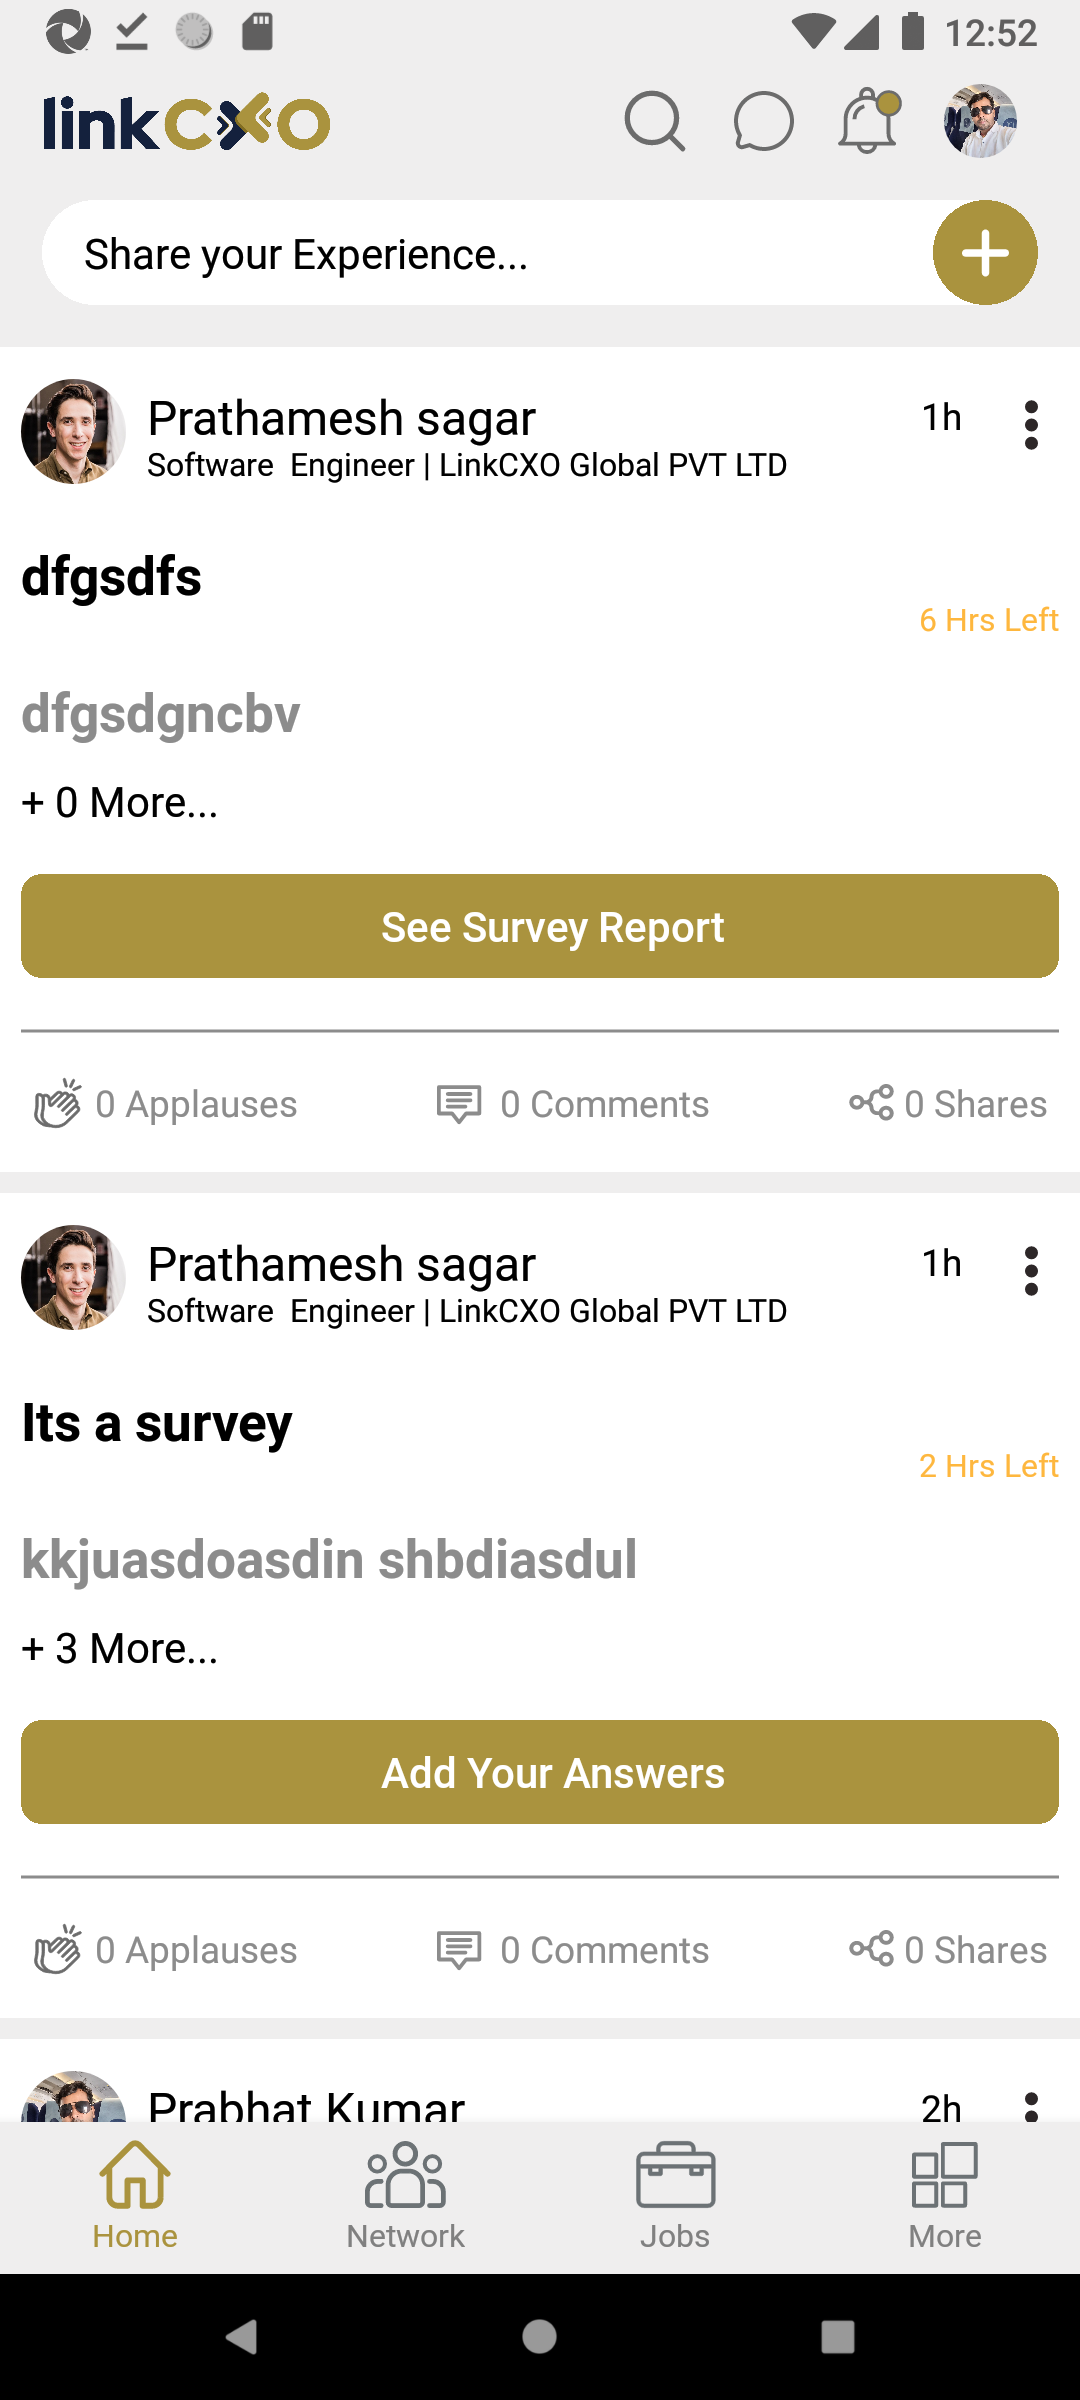 12:52
linkCXO
Share your Experience...
Prathamesh sagar
1h
Software  Engineer | LinkCXO Global PVT LTD
dfgsdfs
6 Hrs Left
dfgsdgncbv
+ 0 More...
See Survey Report
0 Applauses
0 Comments
0 Shares
Prathamesh sagar
1h
Software  Engineer | LinkCXO Global PVT LTD
Its a survey
2 Hrs Left
kkjuasdoasdin shbdiasdul
+ 3 More...
Add Your Answers
0 Applauses
0 Comments
0 Shares
Prabhat Kumar
2h
Home
Network
Jobs
More